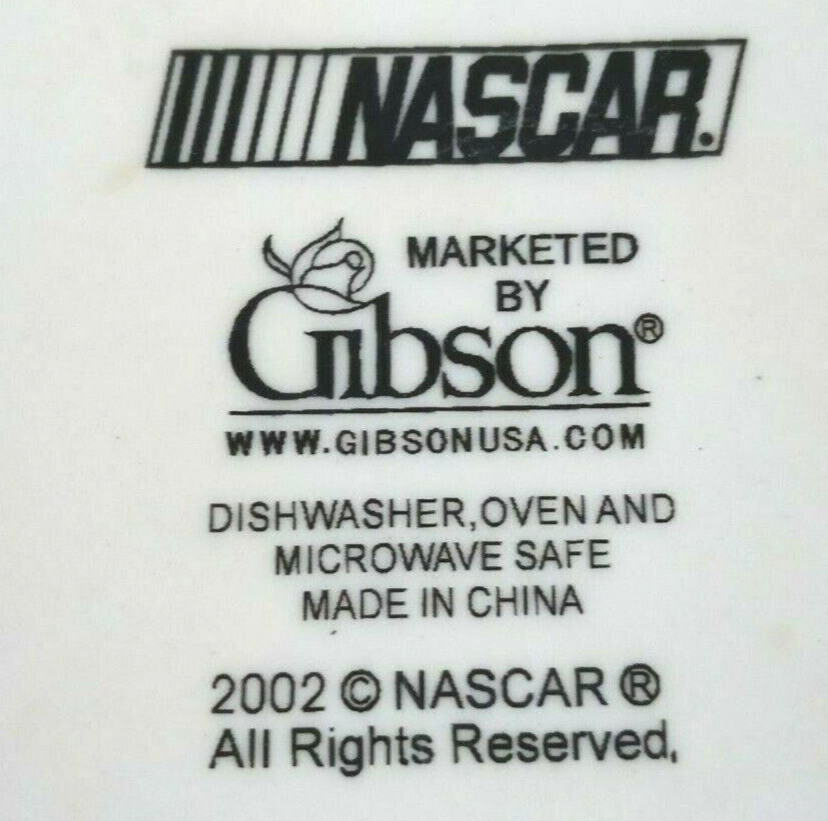 NASCAR.
MARKETED
BY
Gibson®
WWW.GIBSONUSA.COM
DISHWASHER,OVEN AND
MICROWAVE SAFE
MADE IN CHINA
2002 © NASCAR ®
All Rights Reserved.